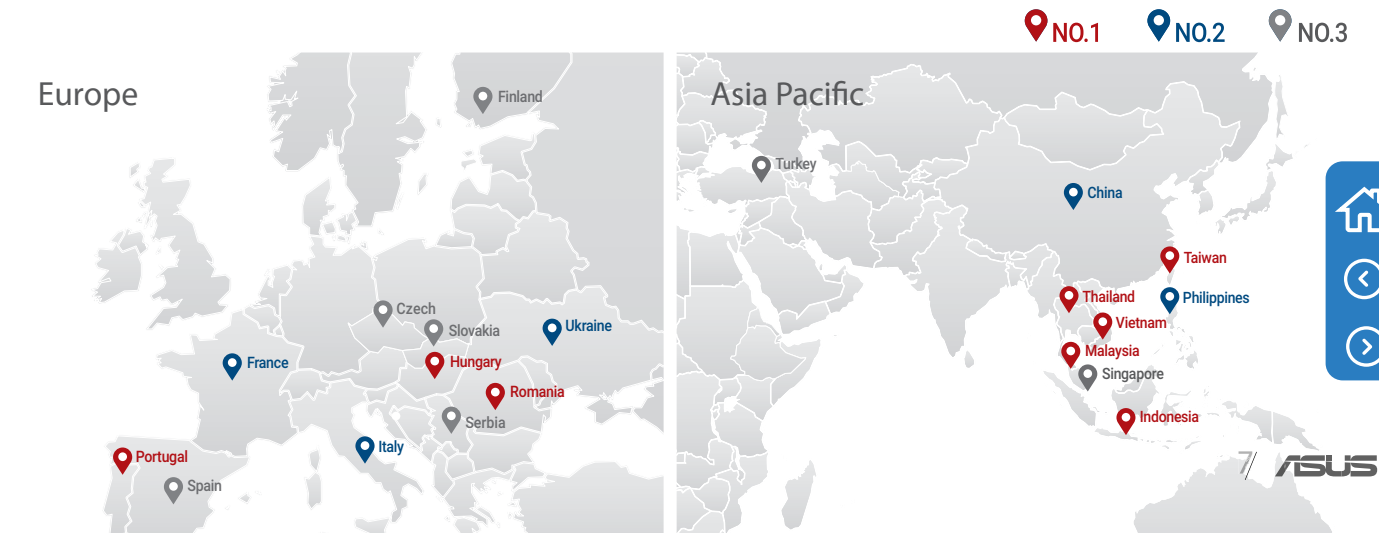 NO.1
NO.2
NO.3
Europe
Asia Pacific
Finland
Czech
Slovakia
Ukraine
France
Hungary
Romania
Serbia
Italy
Portugal
Spain
Turkey
China
Taiwan
Thailand
Philippines
Vietnam
Malaysia
Singapore
Indonesia
7/ ASUS